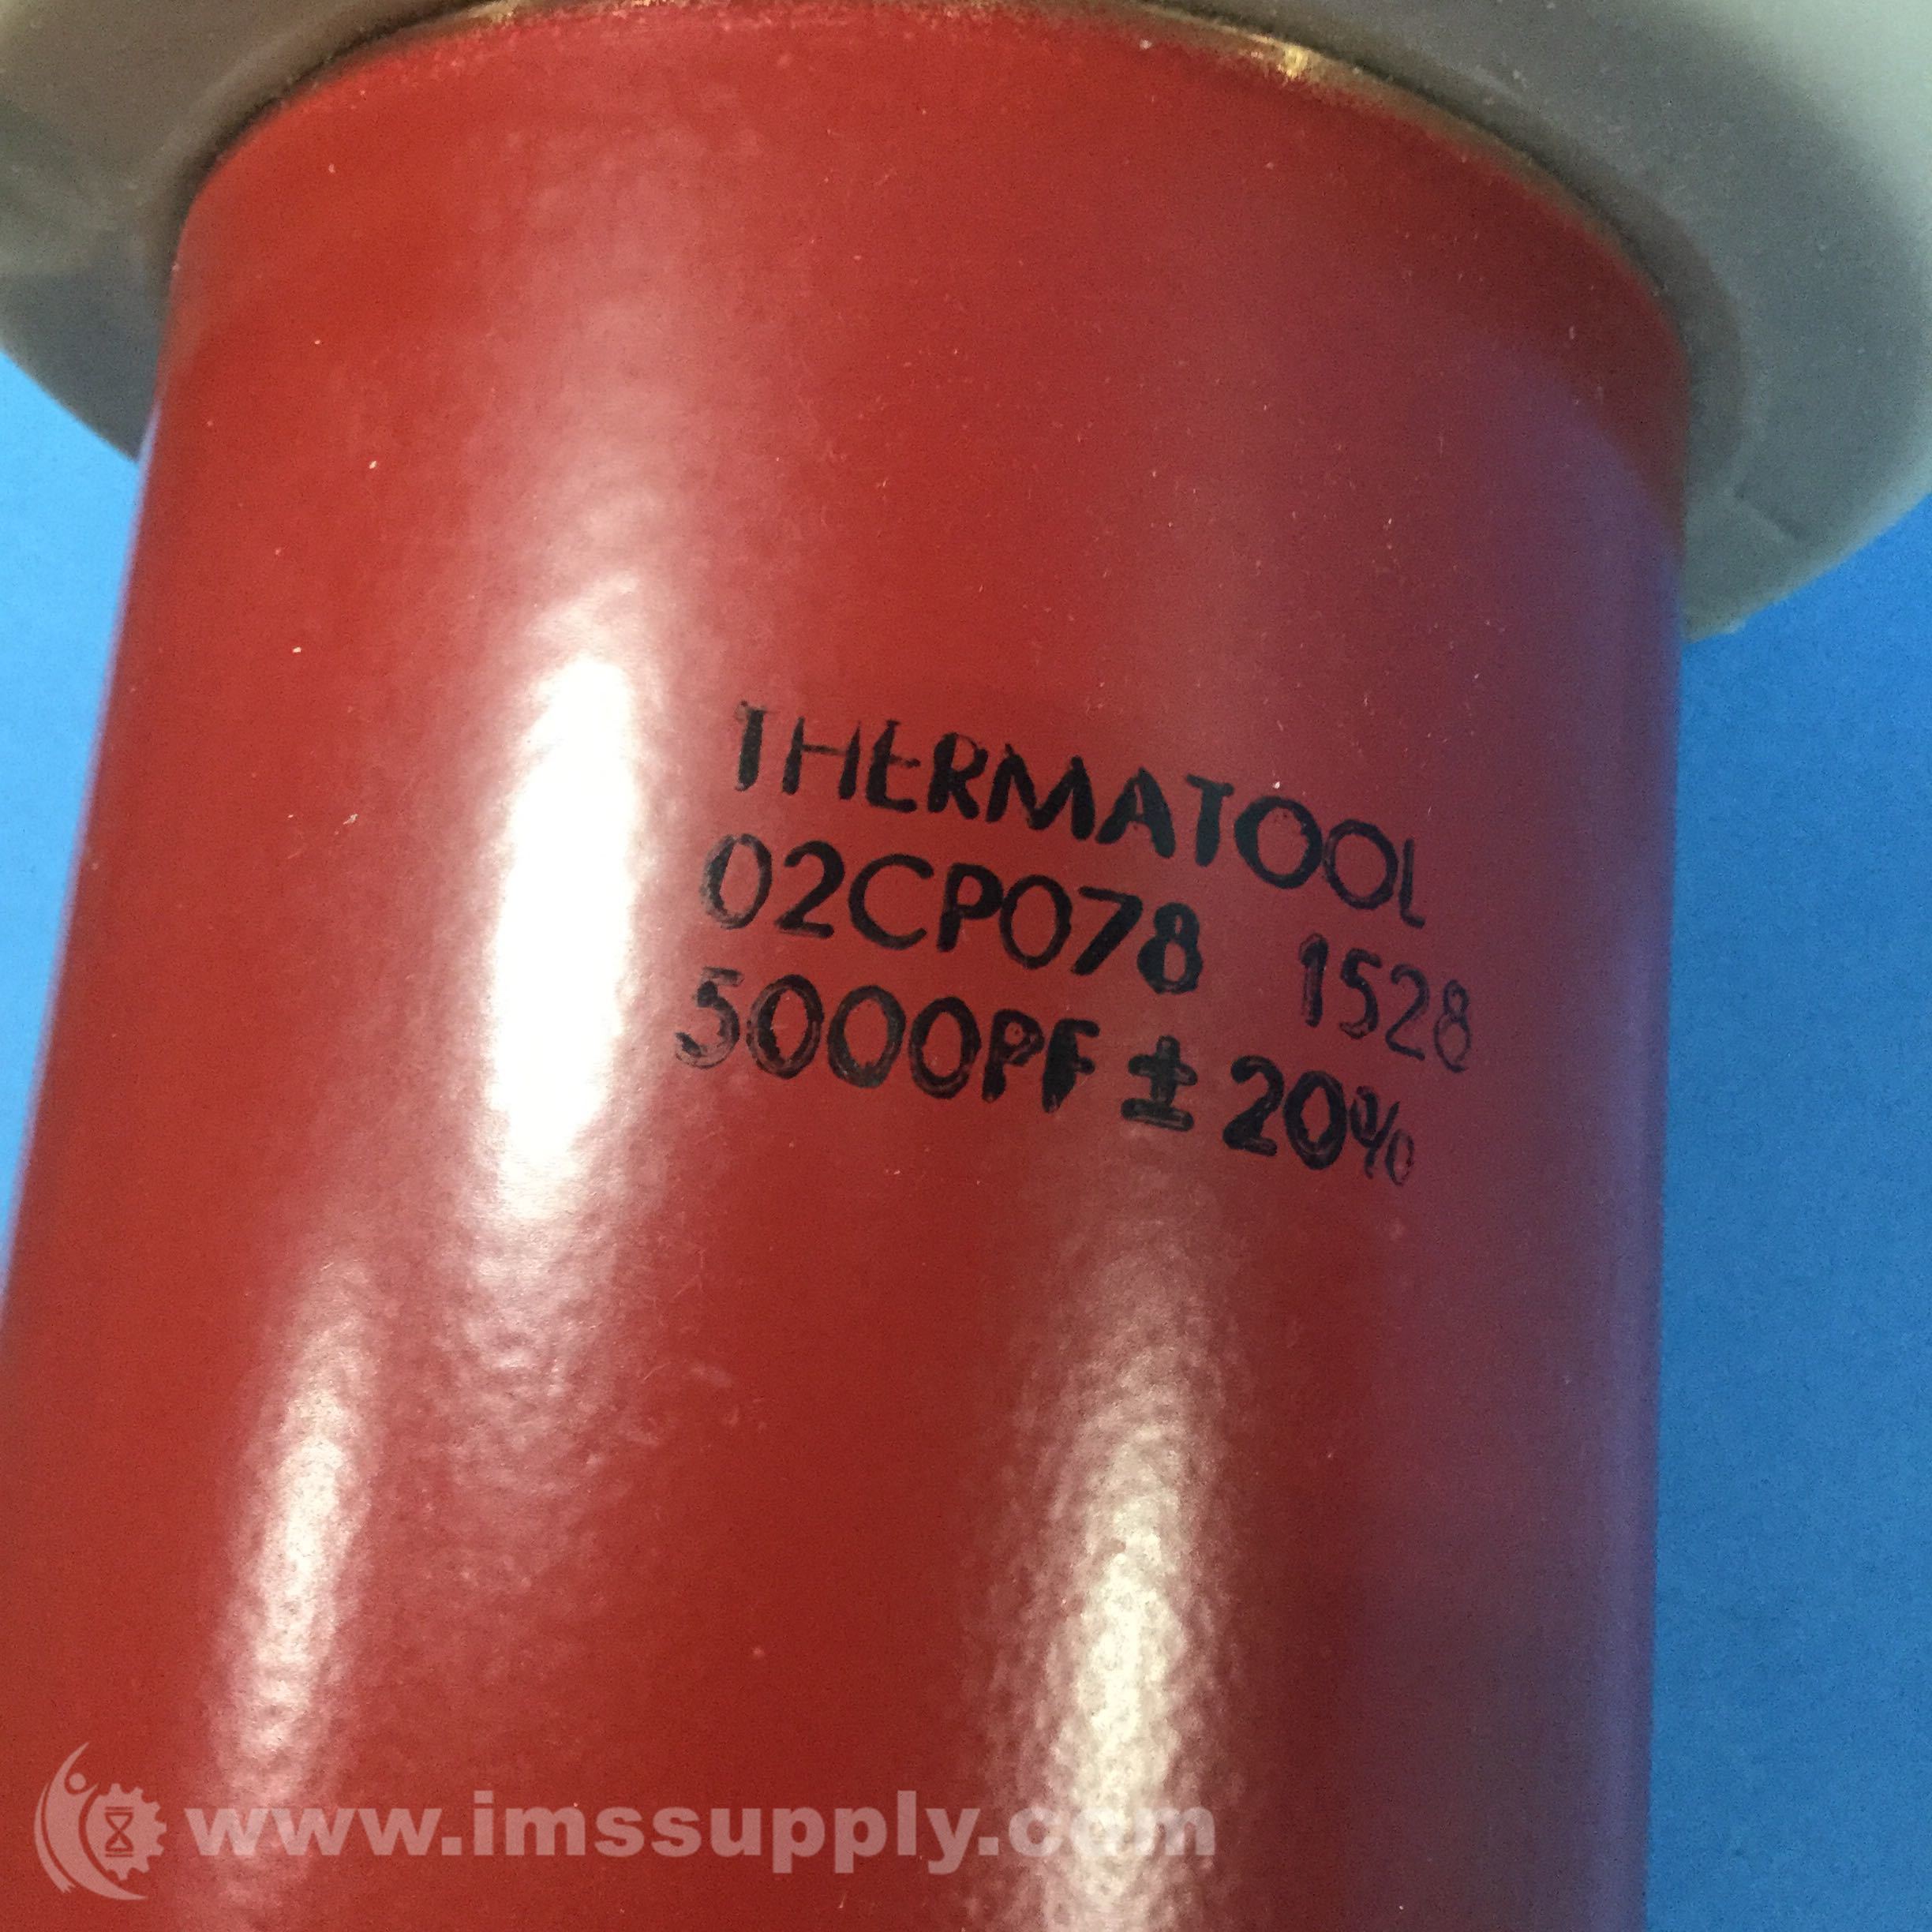 THERMATOOL
02CP078 1528
5000PF ± 20%
www.imssupply.com